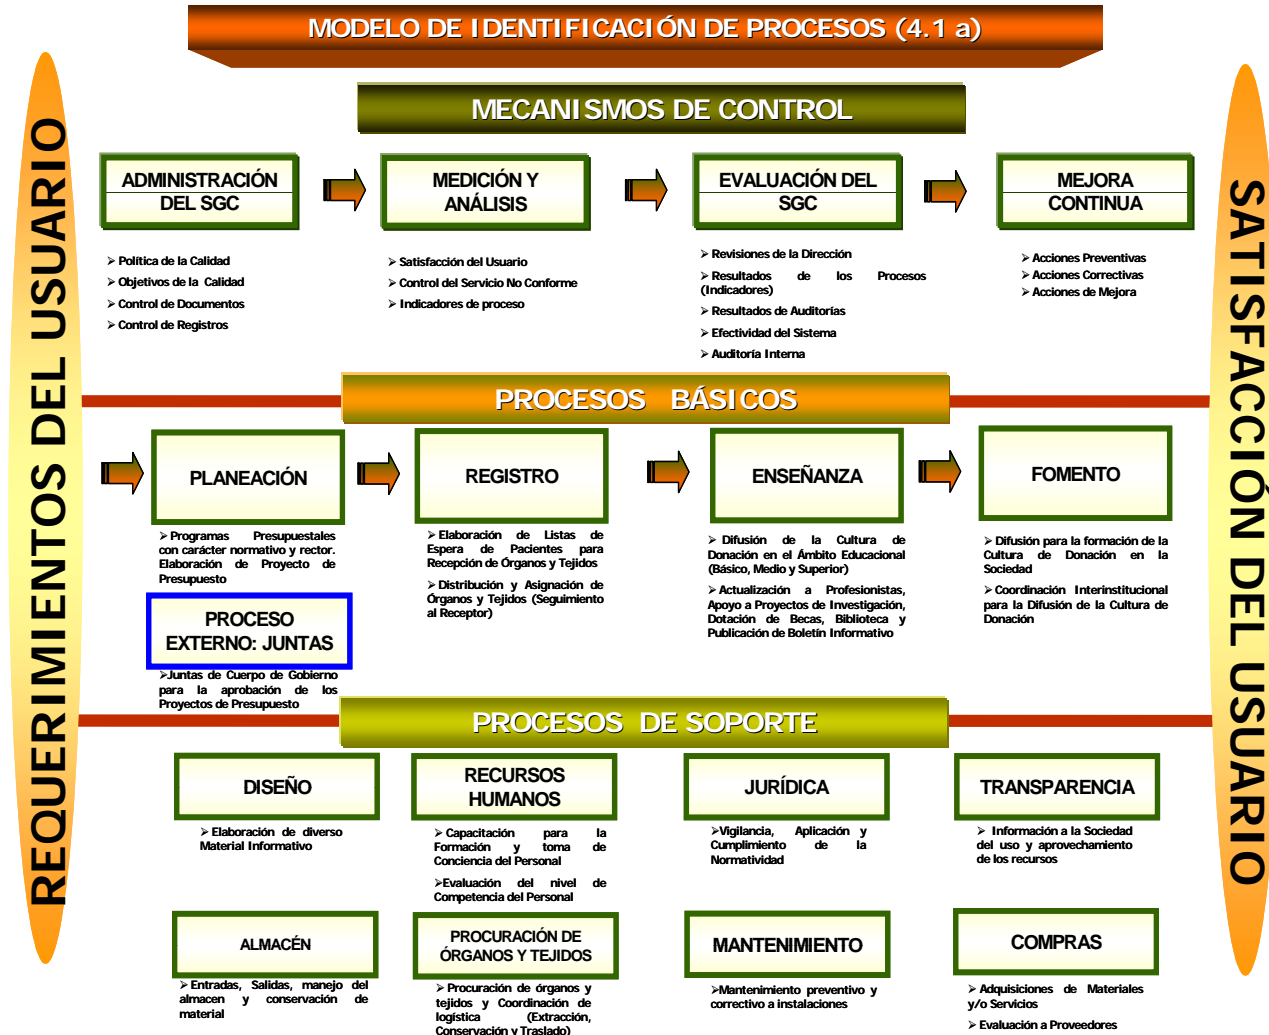 MODELO DE IDENTIFICACIÓN DE PROCESOS (4.1 a)
REQUERIMIENTOS DEL USUARIO
MECANISMOS DE CONTROL
ADMINISTRACIÓN
DEL SGC
➢ Política de la Calidad
➢ Objetivos de la Calidad
➢ Control de Documentos
➢ Control de Registros
MEDICIÓN Y
ANÁLISIS
➢ Satisfacción del Usuario
➢ Control del Servicio No Conforme
➢ Indicadores de proceso
EVALUACIÓN DEL
SGC
➢ Revisiones de la Dirección
➢ Resultados de los Procesos
(Indicadores)
➢ Resultados de Auditorías
➢ Efectividad del Sistema
➢ Auditoría Interna
MEJORA
CONTINUA
➢ Acciones Preventivas
➢ Acciones Correctivas
➢ Acciones de Mejora
PROCESOS BÁSICOS
PLANEACIÓN
➢ Programas Presupuestales
con carácter normativo y rector.
Elaboración de Proyecto de
Presupuesto
PROCESO
EXTERNO: JUNTAS
➢Juntas de Cuerpo de Gobierno
para la aprobación de los
Proyectos de Presupuesto
REGISTRO
➢ Elaboración de Listas de
Espera de Pacientes para
Recepción de Órganos y Tejidos
➢ Distribución y Asignación de
Órganos y Tejidos (Seguimiento
al Receptor)
ENSEÑANZA
➢ Difusión de la Cultura de
Donación en el Ámbito Educacional
(Básico, Medio y Superior)
➢ Actualización a Profesionistas,
Apoyo a Proyectos de Investigación,
Dotación de Becas, Biblioteca y
Publicación de Boletín Informativo
FOMENTO
➢ Difusión para la formación de la
Cultura de Donación en la
Sociedad
➢ Coordinación Interinstitucional
para la Difusión de la Cultura de
Donación
PROCESOS DE SOPORTE
DISEÑO
➢ Elaboración de diverso
Material Informativo
RECURSOS
HUMANOS
➢ Capacitación para la
Formación y toma de
Conciencia del Personal
➢Evaluación del nivel de
Competencia del Personal
JURÍDICA
➢Vigilancia, Aplicación y
Cumplimiento de la
Normatividad
TRANSPARENCIA
➢ Información a la Sociedad
del uso y aprovechamiento
de los recursos
ALMACÉN
➢ Entradas, Salidas, manejo del
almacen y conservación de
material
PROCURACIÓN DE
ÓRGANOS Y TEJIDOS
➢ Procuración de órganos y
tejidos y Coordinación de
logística (Extracción,
Conservación y Traslado)
MANTENIMIENTO
➢Mantenimiento preventivo y
correctivo a instalaciones
COMPRAS
➢ Adquisiciones de Materiales
y/o Servicios
➢ Evaluación a Proveedores
SATISFACCIÓN DEL USUARIO